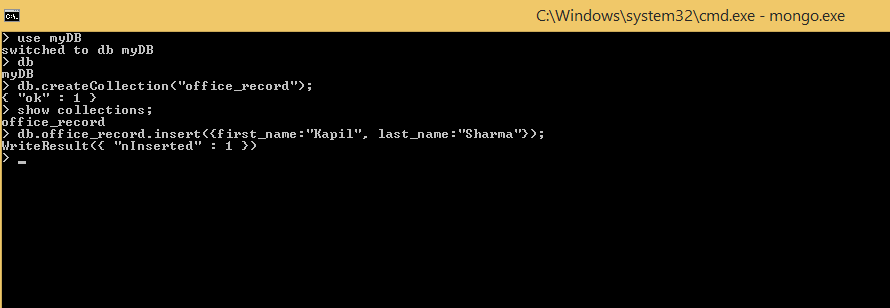 C:\Windows\system32\cmd.exe - mongo.exe
> use myDB
switched to db myDB
> db
myDB
> db.createCollection("office_record");
{ "ok" : 1 }
> show collections;
office_record
> db.office_record.insert({first_name:"Kapil", last_name:"Sharma"});
WriteResult({ "nInserted" : 1 })
> _